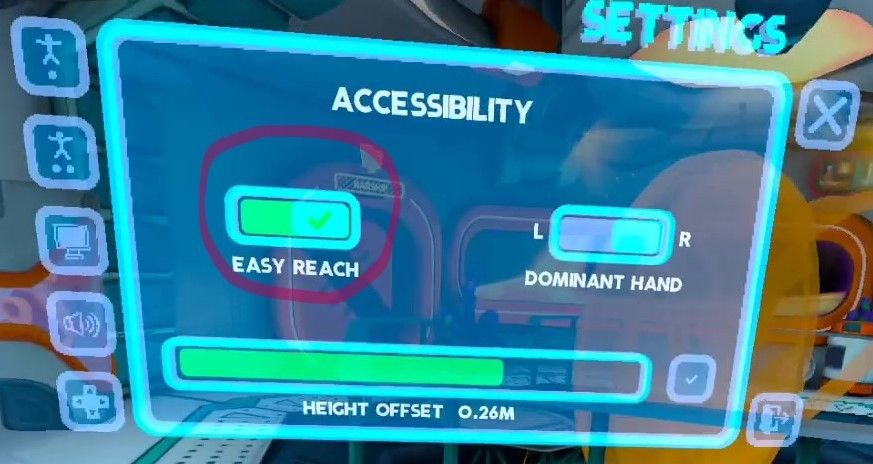 SETTINGS
ACCESSIBILITY
EASY REACH
L
R
DOMINANT HAND
HEIGHT OFFSET 0.26M